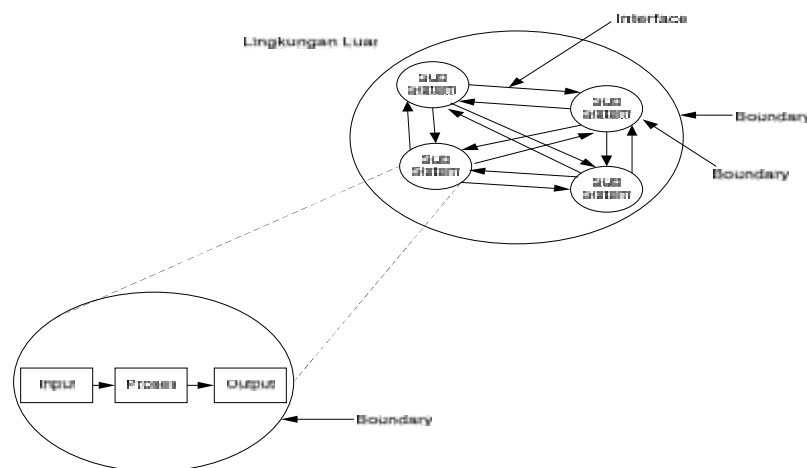 Interface
Lingkungan Luar
Sub
Sistem
Sub
Sistem
Boundary
Sub
Sistem
Boundary
Sub
Sistem
Input
Proses
Output
Boundary